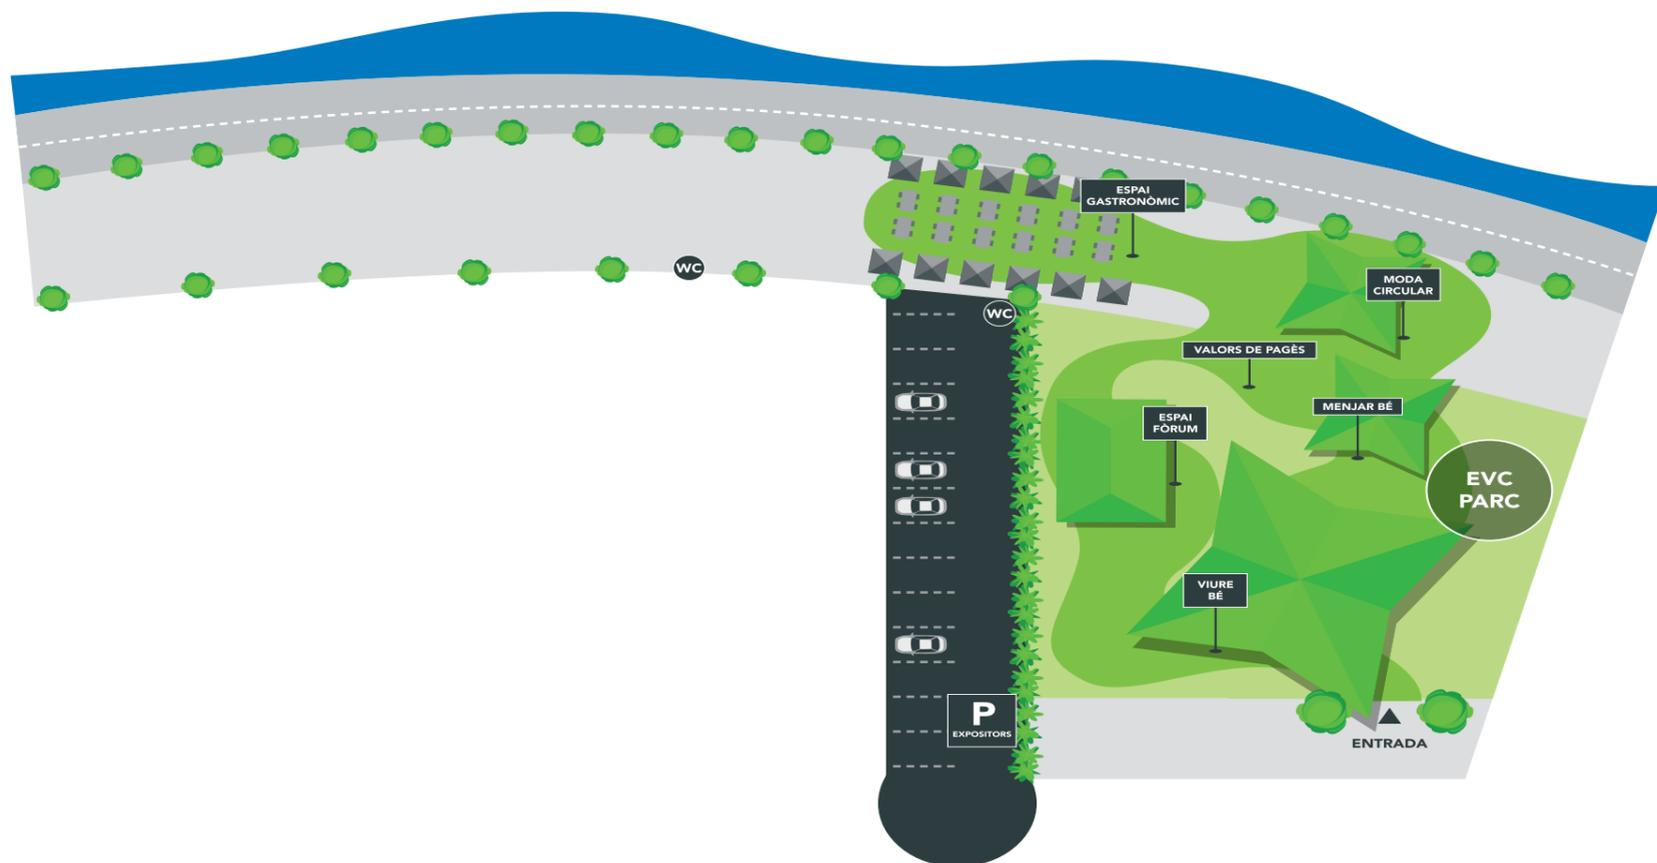 ESPAI
GASTRONÒMIC
WC
MODA
CIRCULAR
WC
VALORS DE PAGÈS
ESPAI
FÒRUM
MENJAR BÉ
EVC
PARC
VIURE
BÉ
P
EXPOSITORS
ENTRADA